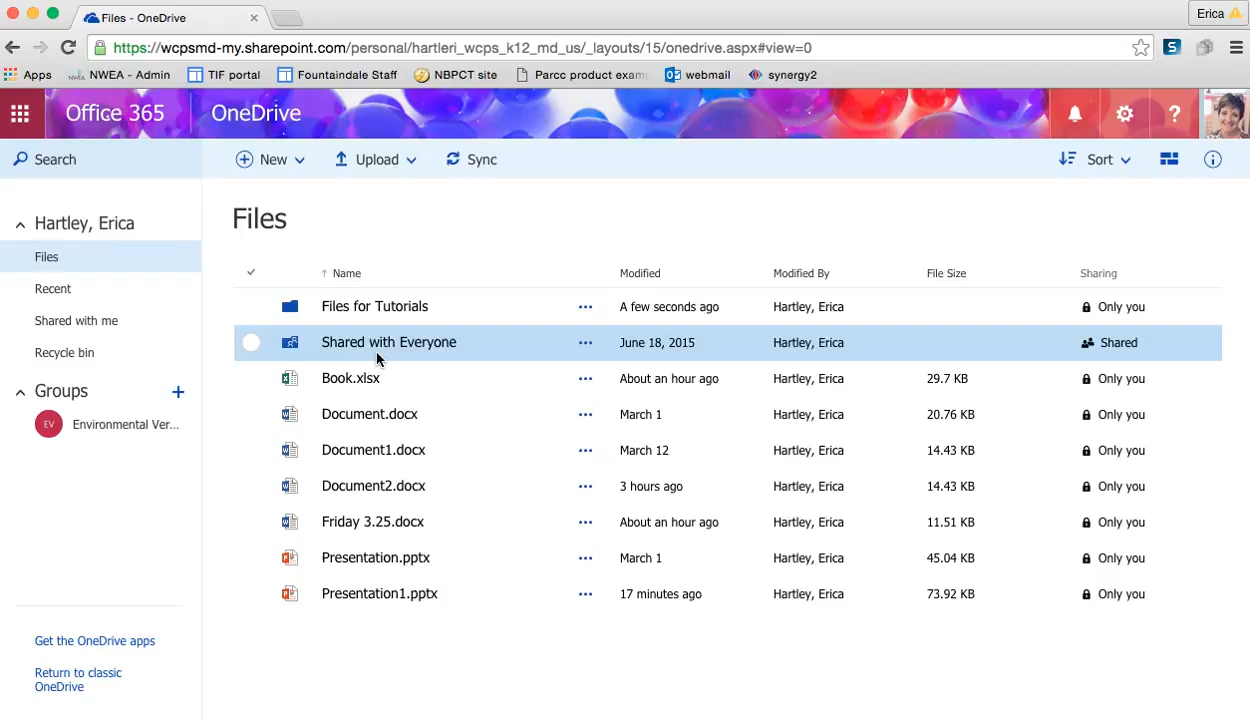 Files - OneDrive
Erica
https://wcpsmd-my.sharepoint.com/personal/hartleri_wcps_k12_md_us/_layouts/15/onedrive.aspx#view=0
Apps NWEA - Admin TIF portal Fountaindale Staff NBPCT site Parcc product exam webmail synergy2
Office 365 OneDrive
Search New Upload Sync Sort
Hartley, Erica
Files
Recent
Shared with me
Recycle bin
Groups
EV Environmental Ver...
Get the OneDrive apps
Return to classic
OneDrive
Files
Name Modified Modified By File Size Sharing
Files for Tutorials ... A few seconds ago Hartley, Erica Only you
Shared with Everyone ... June 18, 2015 Hartley, Erica Shared
Book.xlsx ... About an hour ago Hartley, Erica 29.7 KB Only you
Document.docx ... March 1 Hartley, Erica 20.76 KB Only you
Document1.docx ... March 12 Hartley, Erica 14.43 KB Only you
Document2.docx ... 3 hours ago Hartley, Erica 14.43 KB Only you
Friday 3.25.docx ... About an hour ago Hartley, Erica 11.51 KB Only you
Presentation.pptx ... March 1 Hartley, Erica 45.04 KB Only you
Presentation1.pptx ... 17 minutes ago Hartley, Erica 73.92 KB Only you